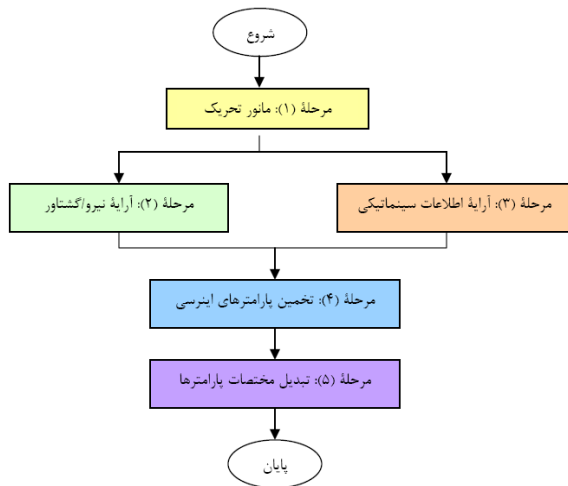 شروع
مرحلهٔ (۱): مانور تحریک
مرحلهٔ (۳): آرایهٔ اطلاعات سینماتیکی
مرحلهٔ (۲): آرایهٔ نیرو/گشتاور
مرحلهٔ (۴): تخمین پارامترهای اینرسی
مرحلهٔ (۵): تبدیل مختصات پارامترها
پایان